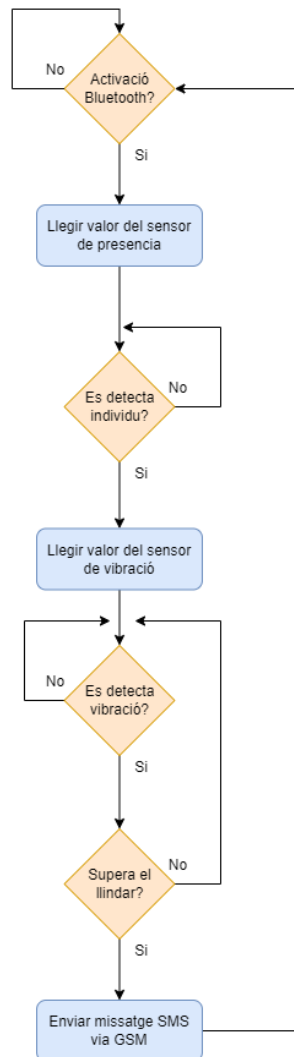 Activació
Bluetooth?
No
Si
Llegir valor del sensor
de presencia
Es detecta
individu?
No
Si
Llegir valor del sensor
de vibració
Es detecta
vibració?
No
Si
Supera el
llindar?
No
Si
Enviar missatge SMS
via GSM